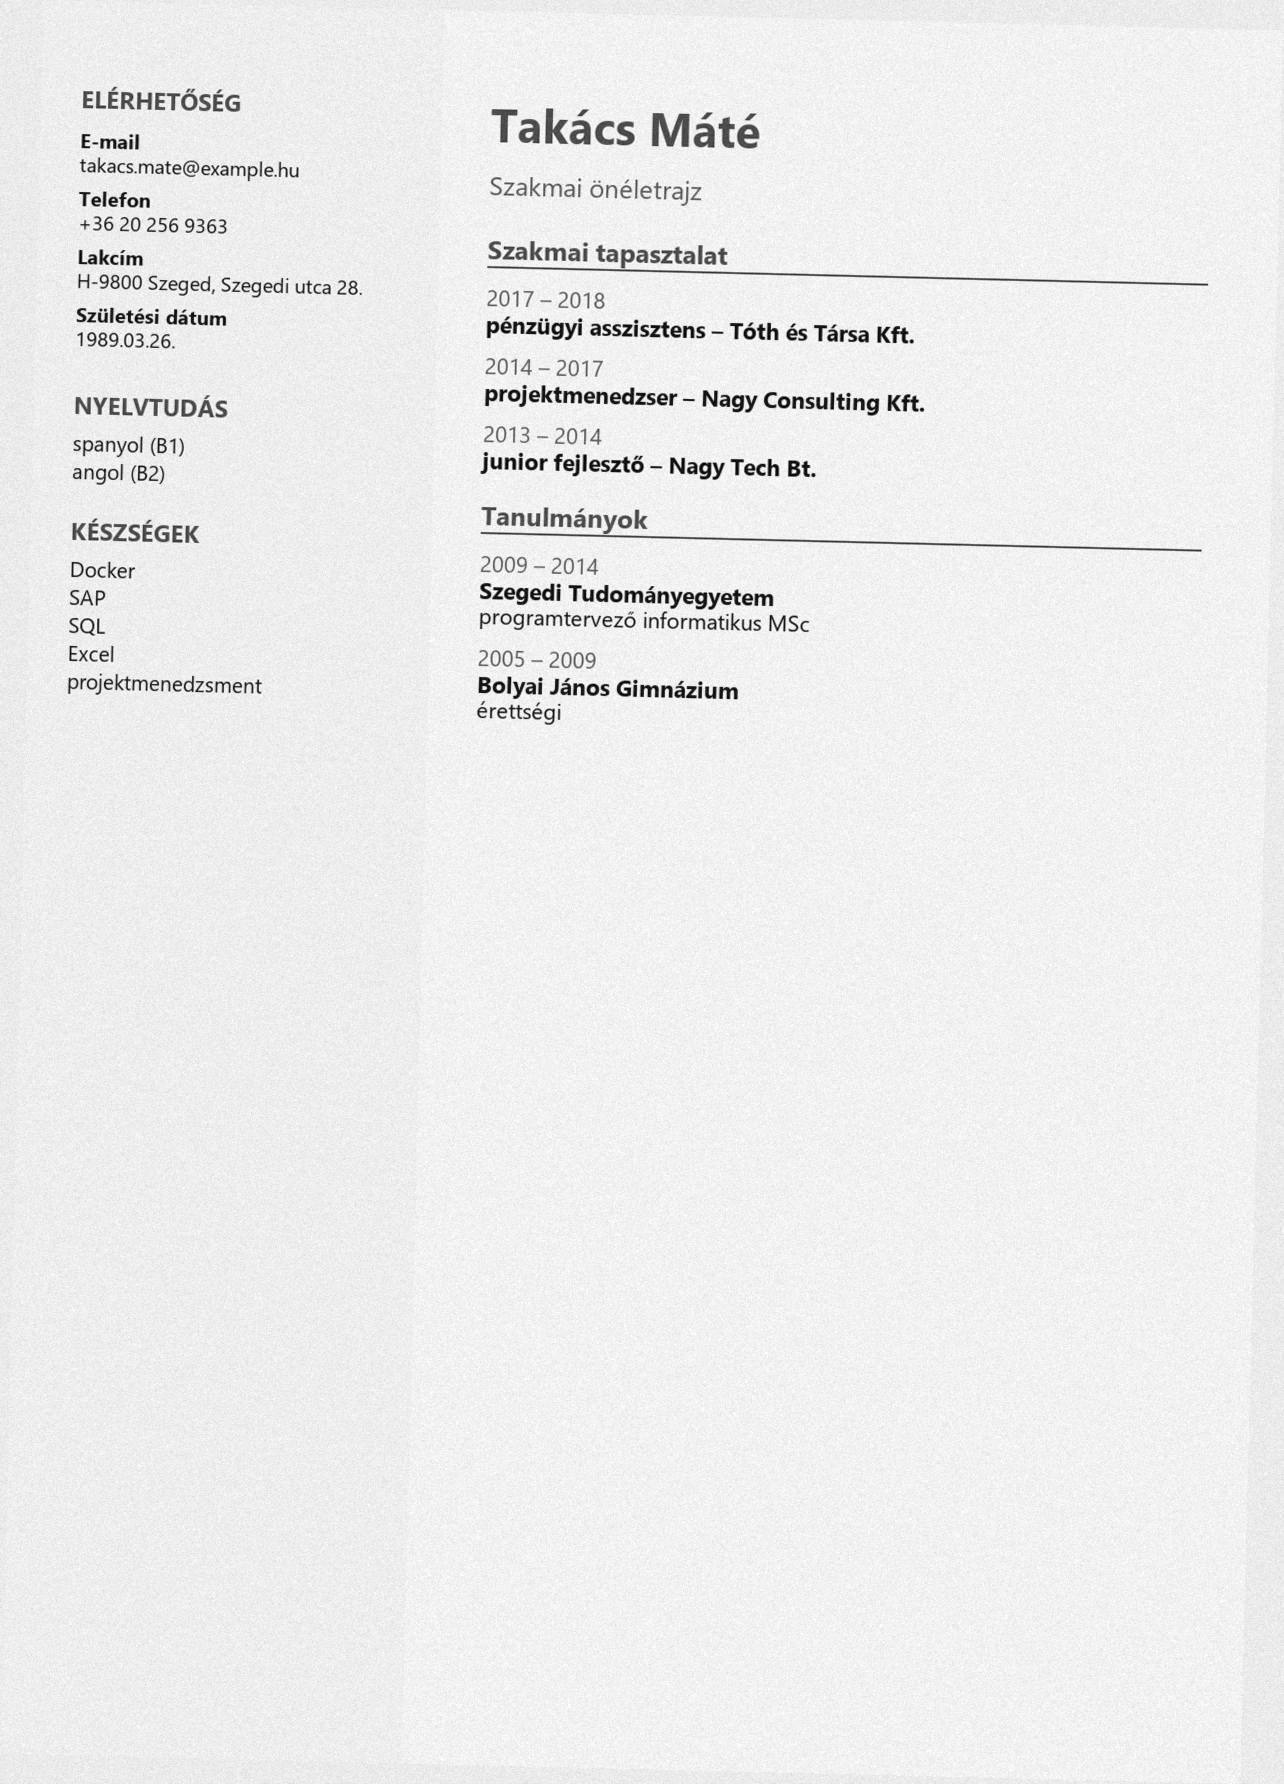 ELÉRHETŐSÉG
E-mail
takacs.mate@example.hu
Telefon
+36 20 256 9363
Lakcím
H-9800 Szeged, Szegedi utca 28.
Születési dátum
1989.03.26.
NYELVTUDÁS
spanyol (B1)
angol (B2)
KÉSZSÉGEK
Docker
SAP
SQL
Excel
projektmenedzsment
Takács Máté
Szakmai önéletrajz
Szakmai tapasztalat
2017 – 2018
pénzügyi asszisztens – Tóth és Társa Kft.
2014 – 2017
projektmenedzser – Nagy Consulting Kft.
2013 – 2014
junior fejlesztő – Nagy Tech Bt.
Tanulmányok
2009 – 2014
Szegedi Tudományegyetem
programtervező informatikus MSc
2005 – 2009
Bolyai János Gimnázium
érettségi